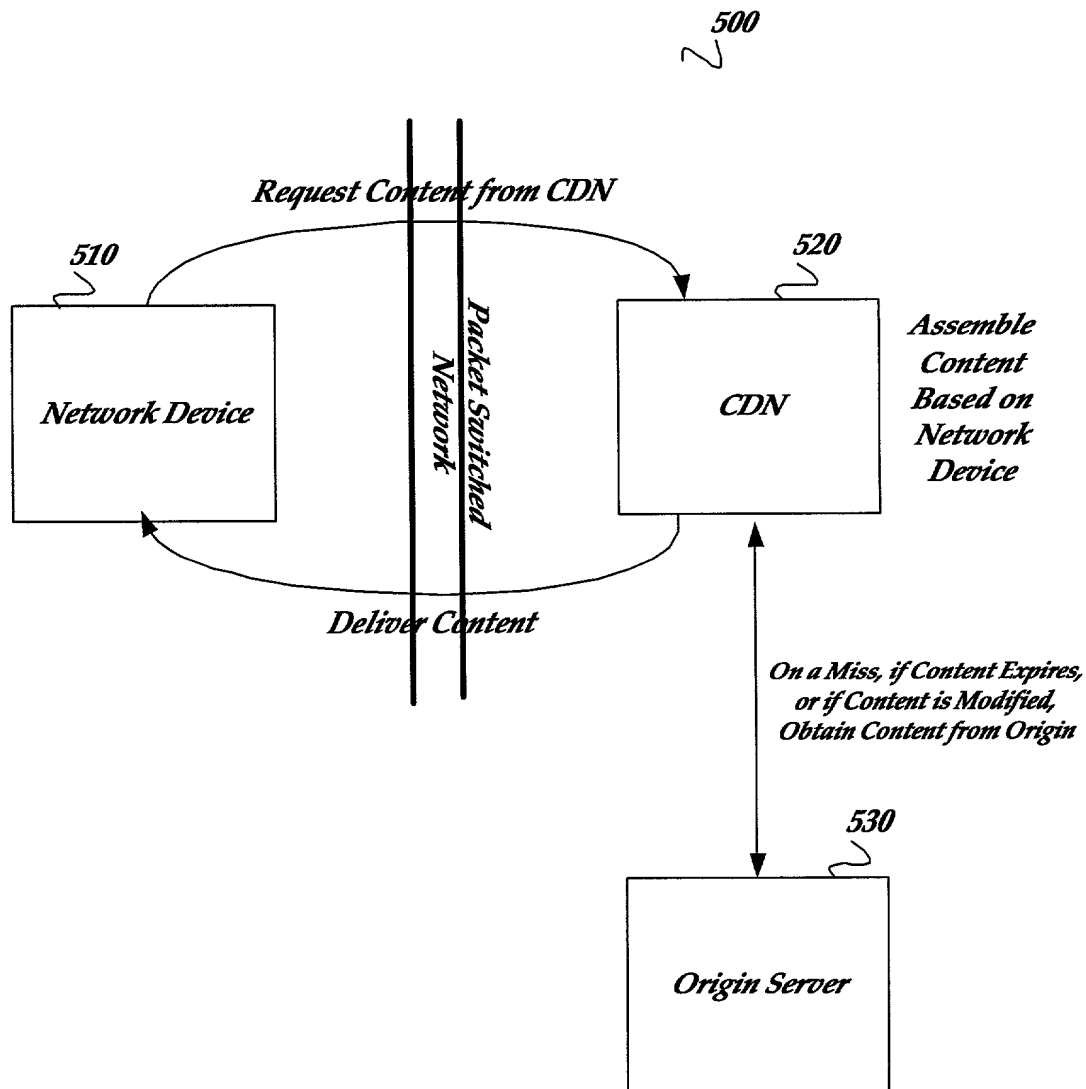 500
Request Content from CDN
510
520
Network Device
Packet Switched
Network
CDN
Assemble
Content
Based on
Network
Device
Deliver Content
On a Miss, if Content Expires,
or if Content is Modified,
Obtain Content from Origin
530
Origin Server